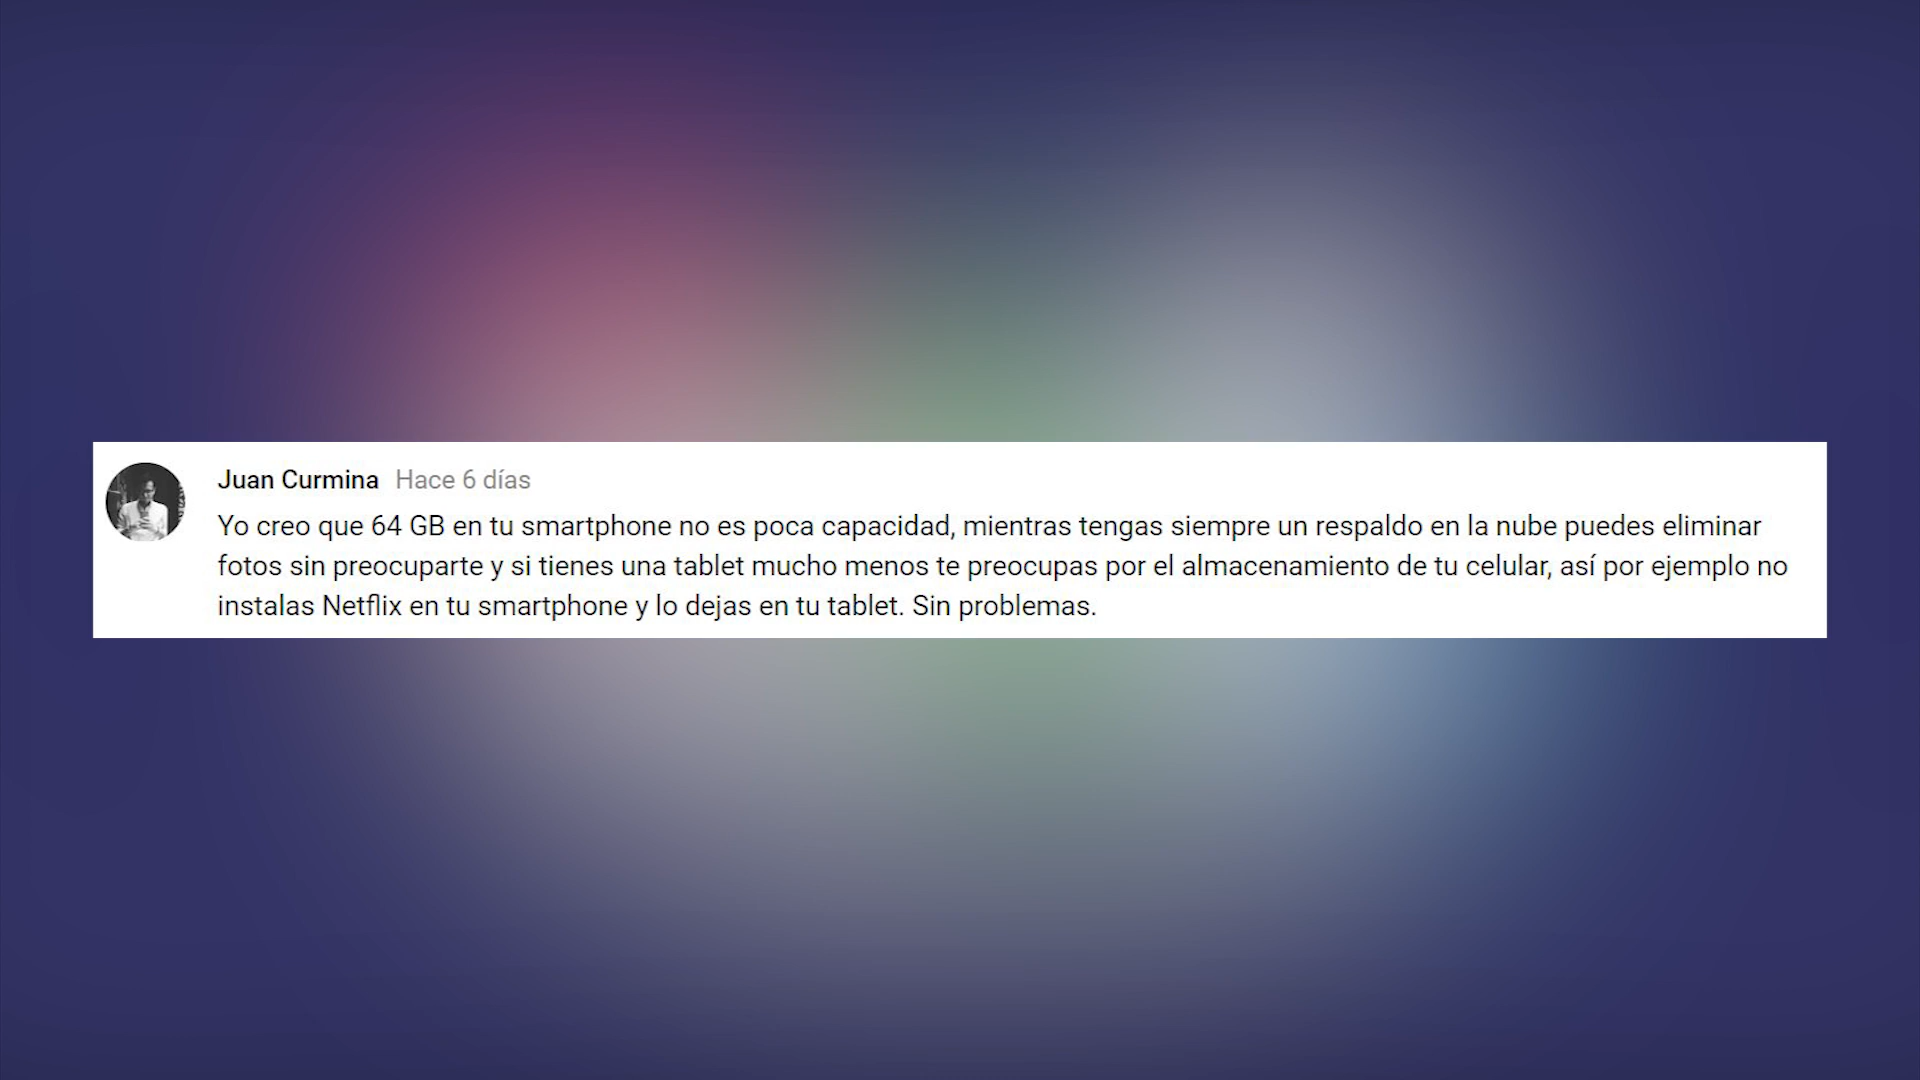 Juan Curmina Hace 6 días
Yo creo que 64 GB en tu smartphone no es poca capacidad, mientras tengas siempre un respaldo en la nube puedes eliminar
fotos sin preocuparte y si tienes una tablet mucho menos te preocupas por el almacenamiento de tu celular, así por ejemplo no
instalas Netflix en tu smartphone y lo dejas en tu tablet. Sin problemas.